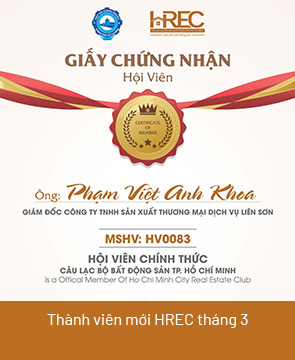 HREC
GIẤY CHỨNG NHẬN
Hội Viên
CERTIFICATE
OF
MEMBER
Ông: Phạm Việt Anh Khoa
GIÁM ĐỐC CÔNG TY TNHH SẢN XUẤT THƯƠNG MẠI DỊCH VỤ LIÊN SƠN
MSHV: HV0083
HỘI VIÊN CHÍNH THỨC
CÂU LẠC BỘ BẤT ĐỘNG SẢN TP. HỒ CHÍ MINH
Is a Offical Member Of Ho Chi Minh City Real Estate Club
Thành viên mới HREC tháng 3